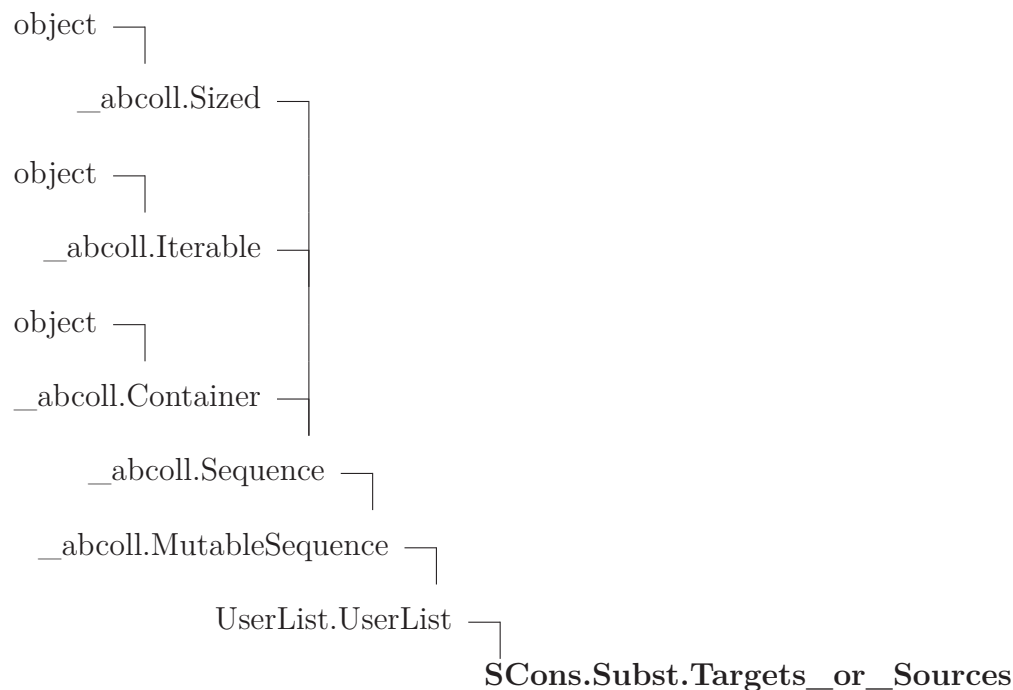 object
_abcoll.Sized
object
_abcoll.Iterable
object
_abcoll.Container
_abcoll.Sequence
_abcoll.MutableSequence
UserList.UserList
SCons.Subst.Targets_or_Sources